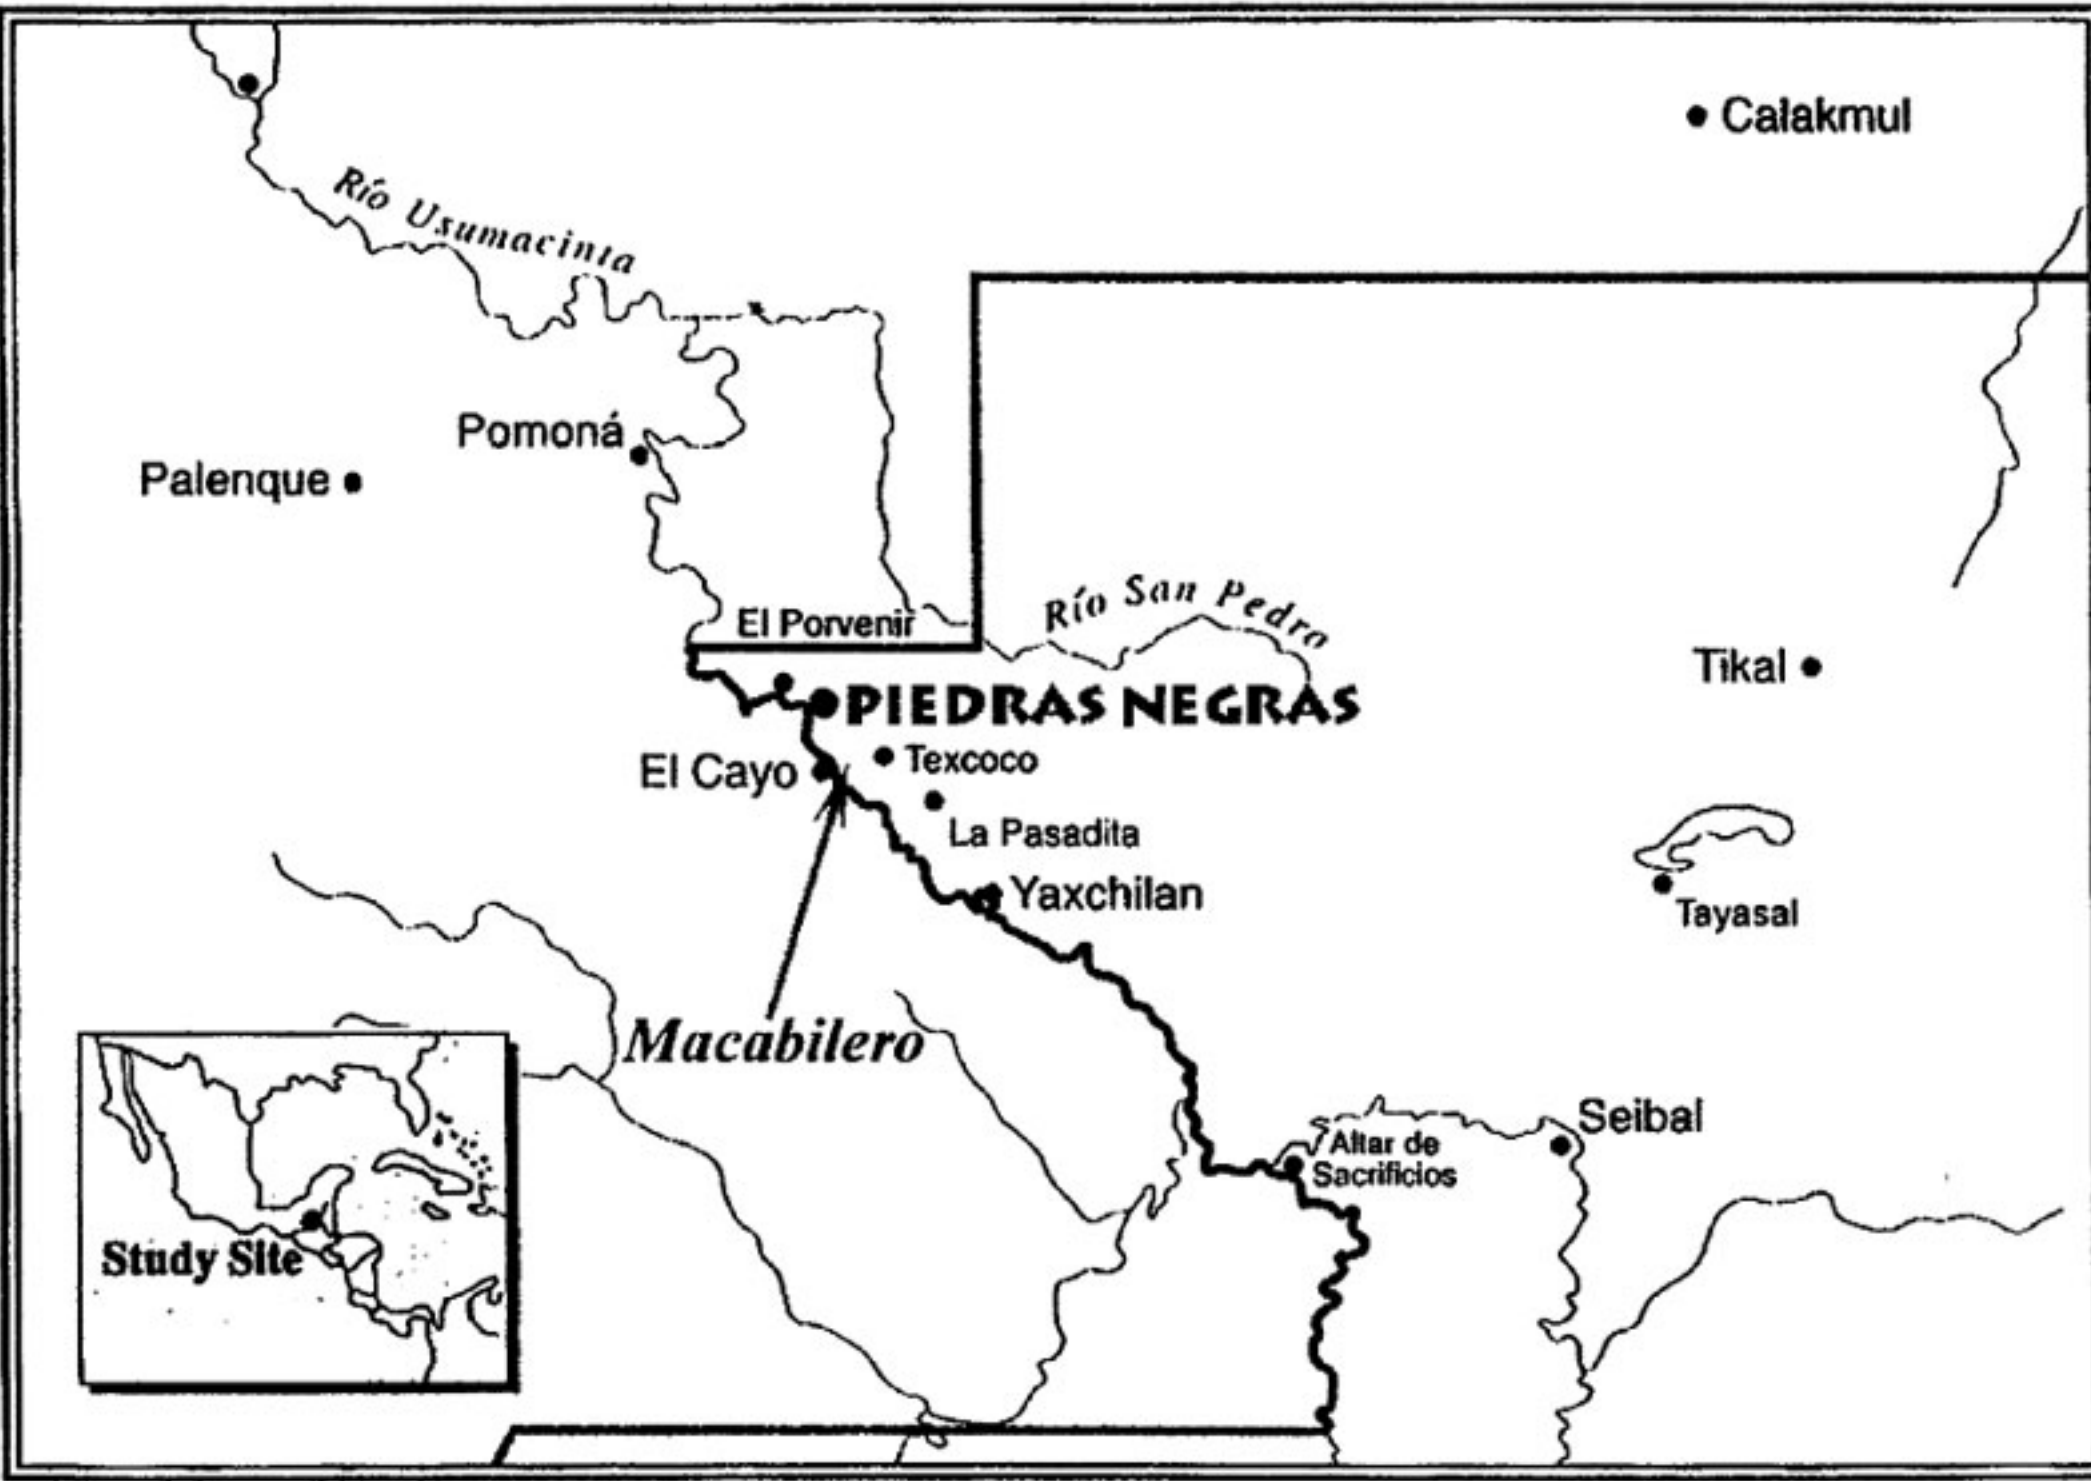 Calakmul
Río Usumacinta
Pomoná
Palenque
Río San Pedro
El Porvenir
Tikal
PIEDRAS NEGRAS
Texcoco
El Cayo
La Pasadita
Yaxchilan
Tayasal
Macabilero
Seibal
Altar de
Sacrificios
Study Site